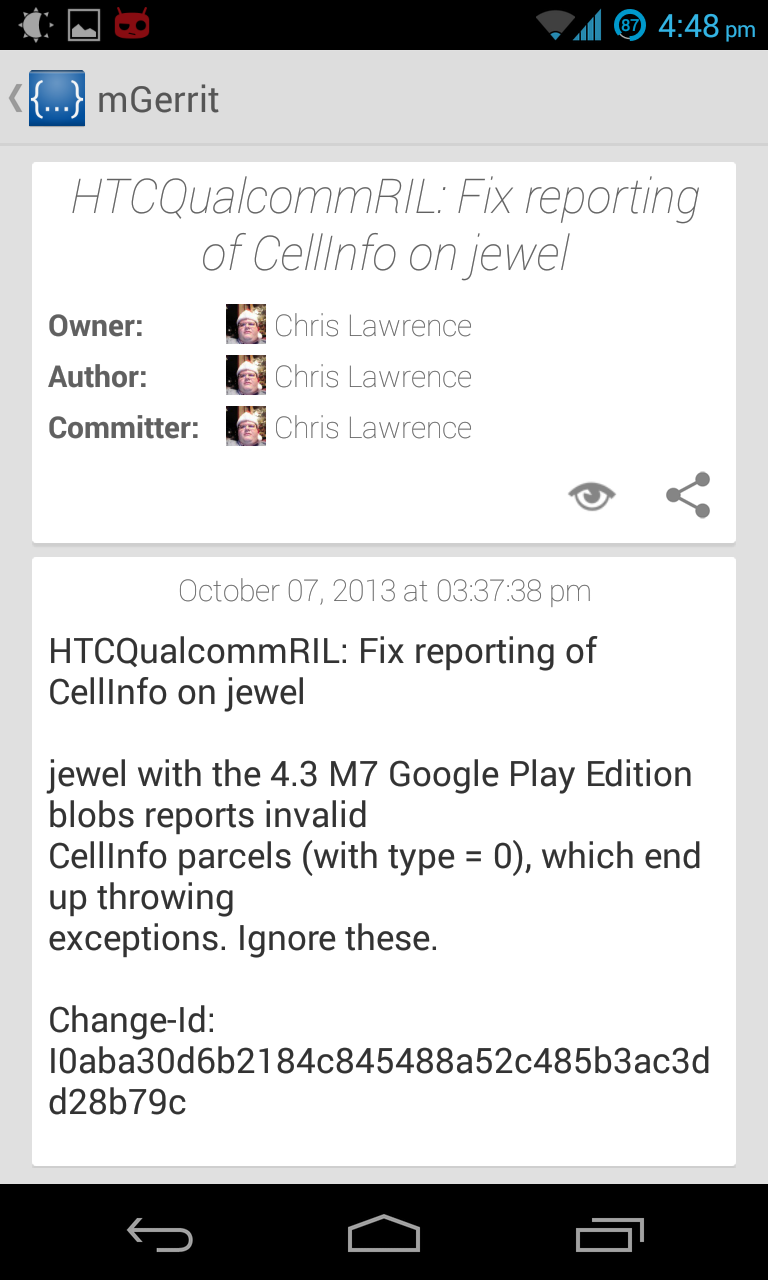 87 4:48 pm
{...} mGerrit
HTCQualcommRIL: Fix reporting
of CellInfo on jewel
Owner: Chris Lawrence
Author: Chris Lawrence
Committer: Chris Lawrence
October 07, 2013 at 03:37:38 pm
HTCQualcommRIL: Fix reporting of
CellInfo on jewel
jewel with the 4.3 M7 Google Play Edition
blobs reports invalid
CellInfo parcels (with type = 0), which end
up throwing
exceptions. Ignore these.
Change-Id:
I0aba30d6b2184c845488a52c485b3ac3d
d28b79c